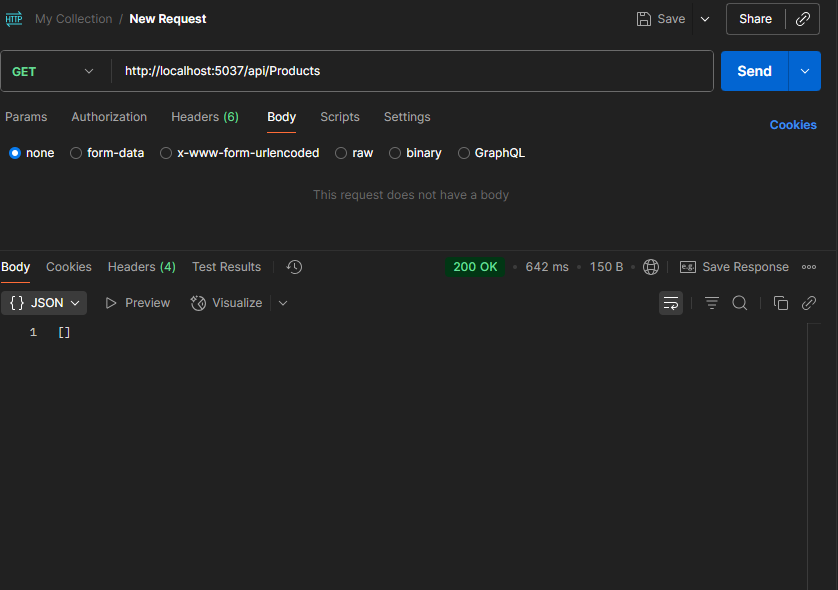 HTTP My Collection / New Request Save Share
GET http://localhost:5037/api/Products Send
Params Authorization Headers (6) Body Scripts Settings Cookies
none form-data x-www-form-urlencoded raw binary GraphQL
This request does not have a body
Body Cookies Headers (4) Test Results 200 OK • 642 ms • 150 B • e.g. Save Response
{} JSON Preview Visualize
1 []